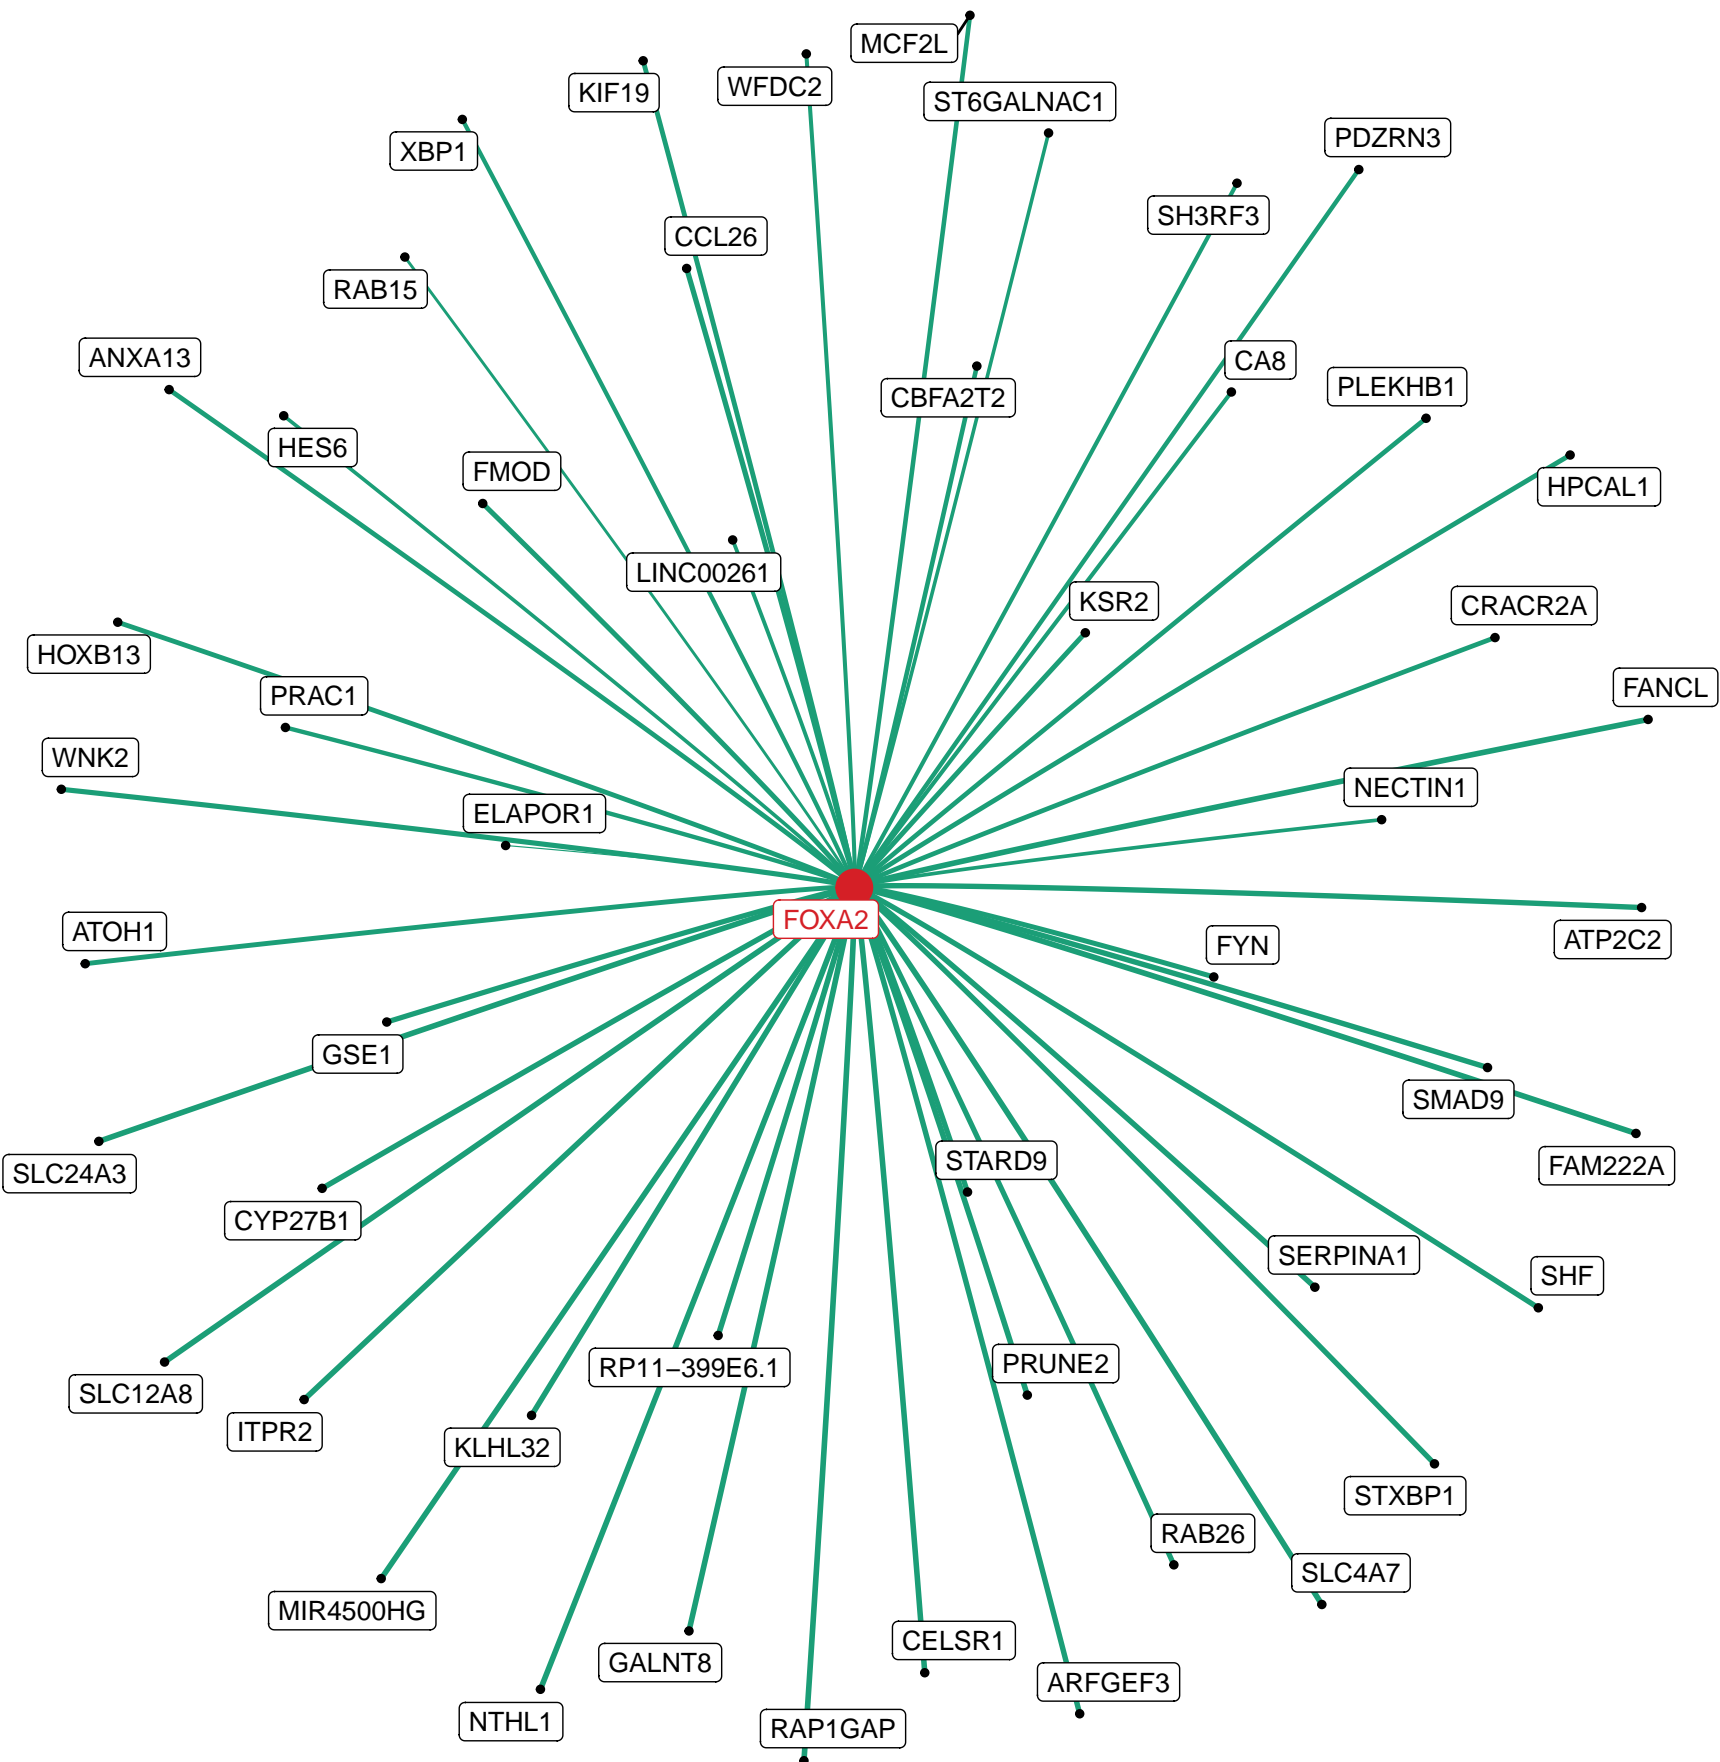 MCF2L
KIF19
WFDC2
ST6GALNAC1
PDZRN3
XBP1
SH3RF3
CCL26
RAB15
ANXA13
CA8
PLEKHB1
CBFA2T2
HES6
FMOD
HPCAL1
LINC00261
KSR2
CRACR2A
HOXB13
FANCL
PRAC1
WNK2
NECTIN1
ELAPOR1
FOXA2
ATOH1
ATP2C2
FYN
GSE1
SMAD9
STARD9
FAM222A
SLC24A3
CYP27B1
SERPINA1
SHF
PRUNE2
RP11−399E6.1
SLC12A8
ITPR2
KLHL32
STXBP1
RAB26
SLC4A7
MIR4500HG
CELSR1
GALNT8
ARFGEF3
NTHL1
RAP1GAP